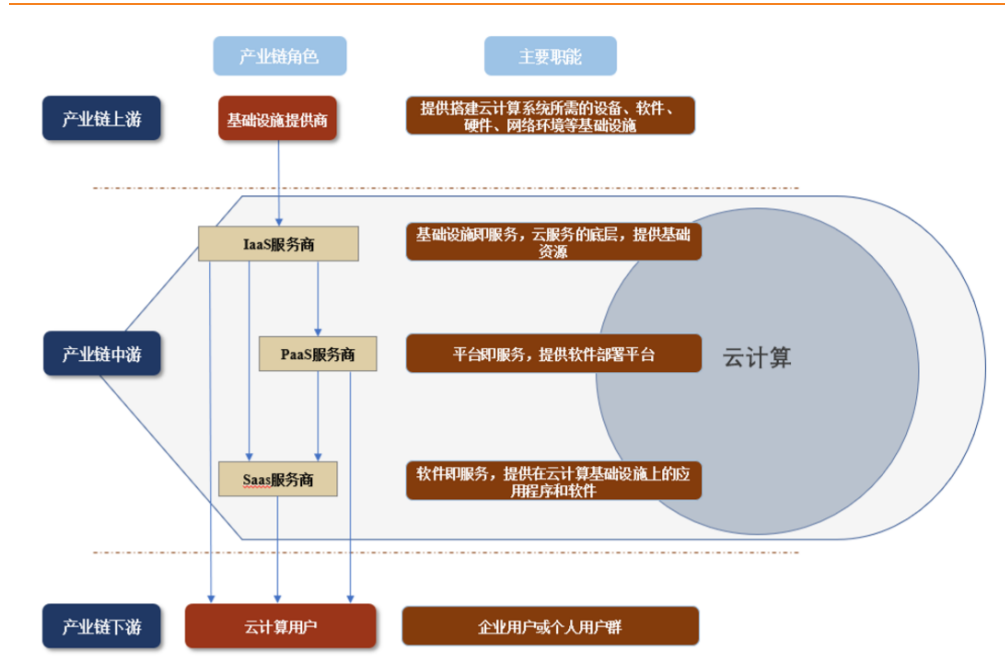 产业链角色
主要职能
产业链上游
基础设施提供商
提供搭建云计算系统所需的设备、软件、
硬件、网络环境等基础设施
IaaS服务商
基础设施即服务，云服务的底层，提供基础
资源
产业链中游
PaaS服务商
平台即服务，提供软件部署平台
云计算
Saas服务商
软件即服务，提供在云计算基础设施上的应
用程序和软件
产业链下游
云计算用户
企业用户或个人用户群